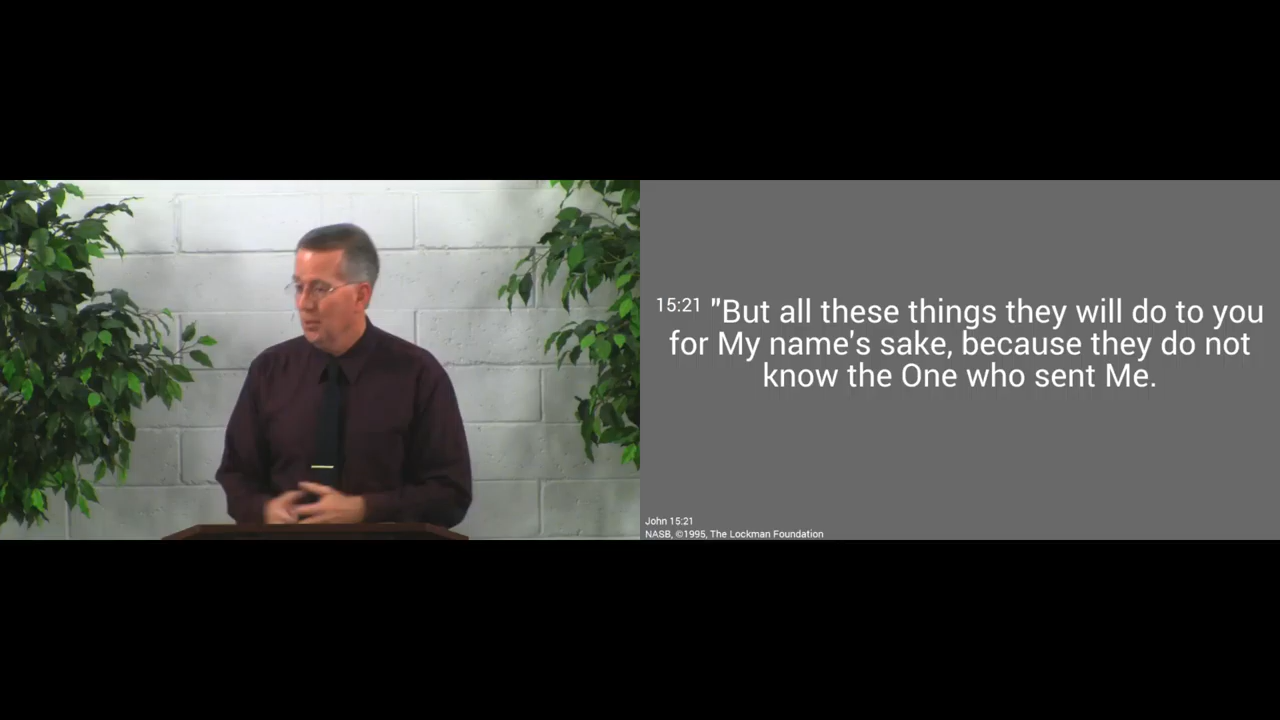 15:21 "But all these things they will do to you
for My name's sake, because they do not
know the One who sent Me.
John 15:21
NASB, ©1995, The Lockman Foundation